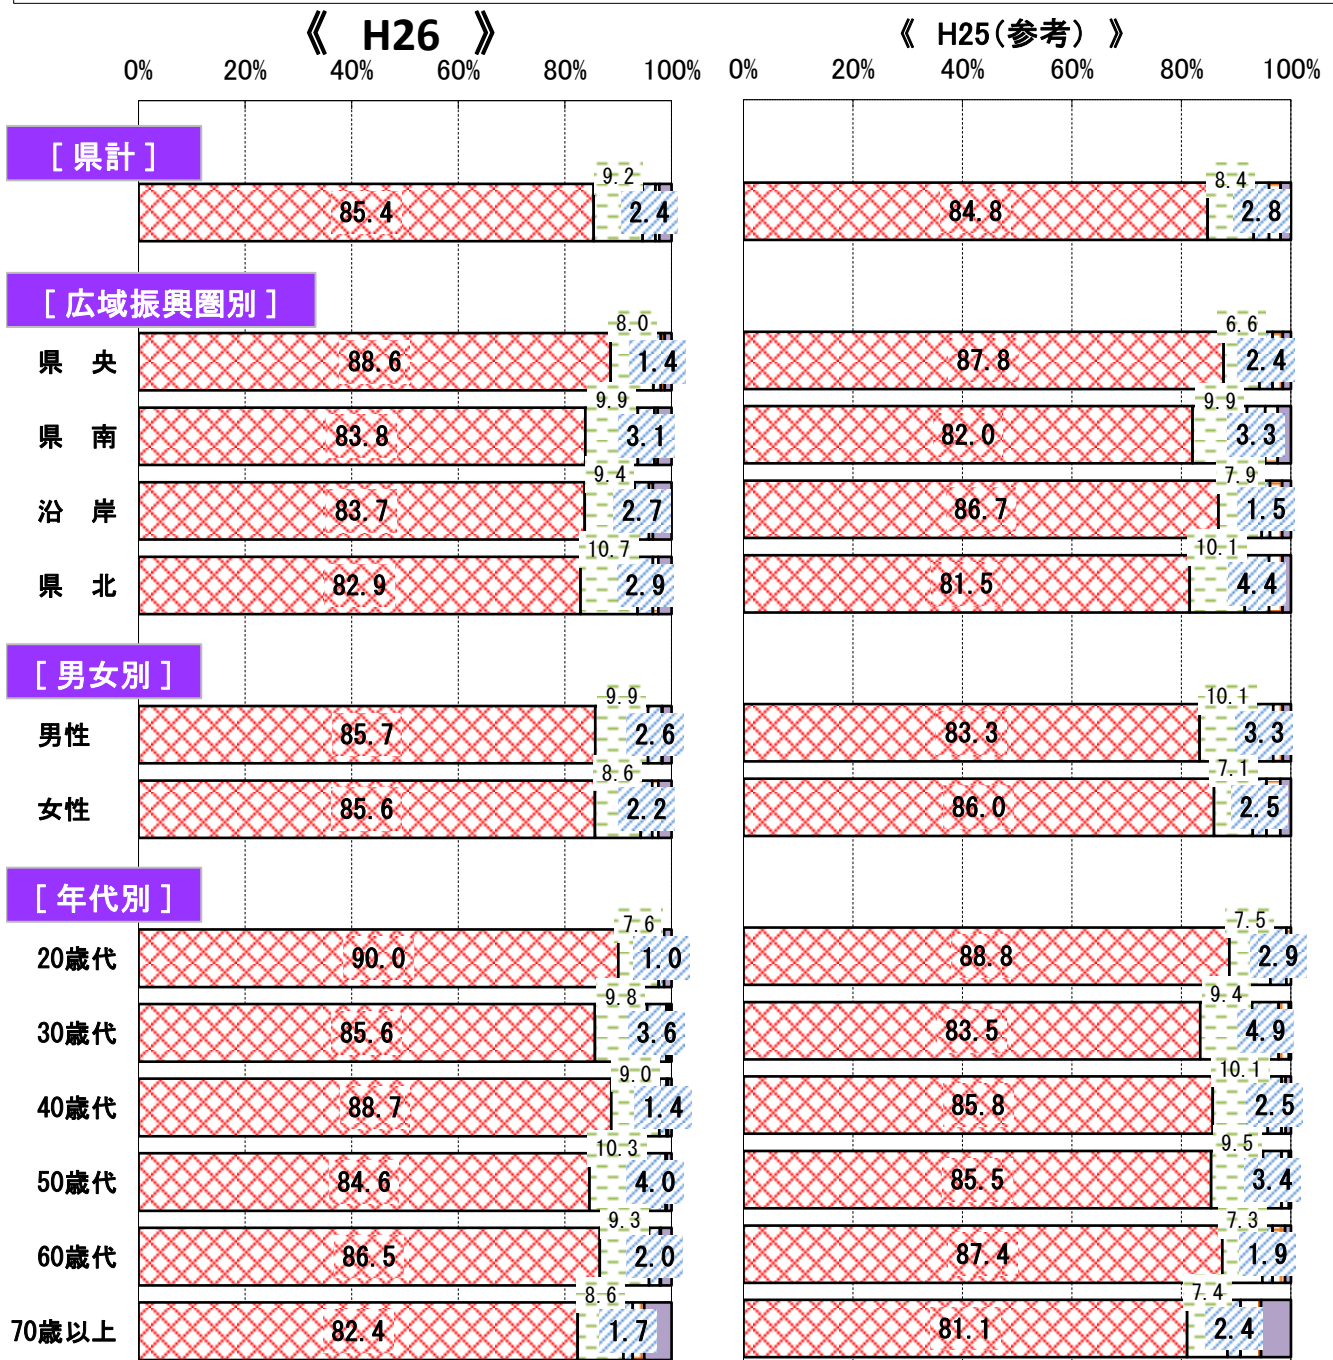 《 H26 》 《 H25(参考) 》
0% 20% 40% 60% 80% 100% 0% 20% 40% 60% 80% 100%
[ 県計 ]
9.2 8.4
85.4 2.4 84.8 2.8
[ 広域振興圏別 ]
8.0 6.6
県 央 88.6 1.4 87.8 2.4
9.9 9.9
県 南 83.8 3.1 82.0 3.3
9.4 7.9
沿 岸 83.7 2.7 86.7 1.5
10.7 10.1
県 北 82.9 2.9 81.5 4.4
[ 男女別 ]
9.9 10.1
男性 85.7 2.6 83.3 3.3
8.6 7.1
女性 85.6 2.2 86.0 2.5
[ 年代別 ]
7.6 7.5
20歳代 90.0 1.0 88.8 2.9
9.8 9.4
30歳代 85.6 3.6 83.5 4.9
9.0 10.1
40歳代 88.7 1.4 85.8 2.5
10.3 9.5
50歳代 84.6 4.0 85.5 3.4
9.3 7.3
60歳代 86.5 2.0 87.4 1.9
8.6 7.4
70歳以上 82.4 1.7 81.1 2.4